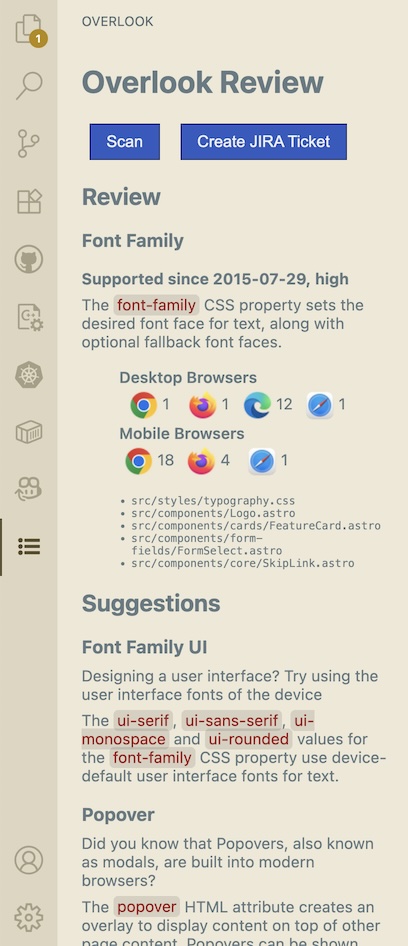 OVERLOOK
1
Overlook Review
Scan Create JIRA Ticket
Review
Font Family
Supported since 2015-07-29, high
The font-family CSS property sets the
desired font face for text, along with
optional fallback font faces.
Desktop Browsers
1 1 12 1
Mobile Browsers
18 4 1
• src/styles/typography.css
• src/components/Logo.astro
• src/components/cards/FeatureCard.astro
• src/components/form-
fields/FormSelect.astro
• src/components/core/SkipLink.astro
Suggestions
Font Family UI
Designing a user interface? Try using the
user interface fonts of the device
The ui-serif, ui-sans-serif, ui-
monospace and ui-rounded values for
the font-family CSS property use device-
default user interface fonts for text.
Popover
Did you know that Popovers, also known
as modals, are built into modern
browsers?
The popover HTML attribute creates an
overlay to display content on top of other
page content. Popovers can be shown